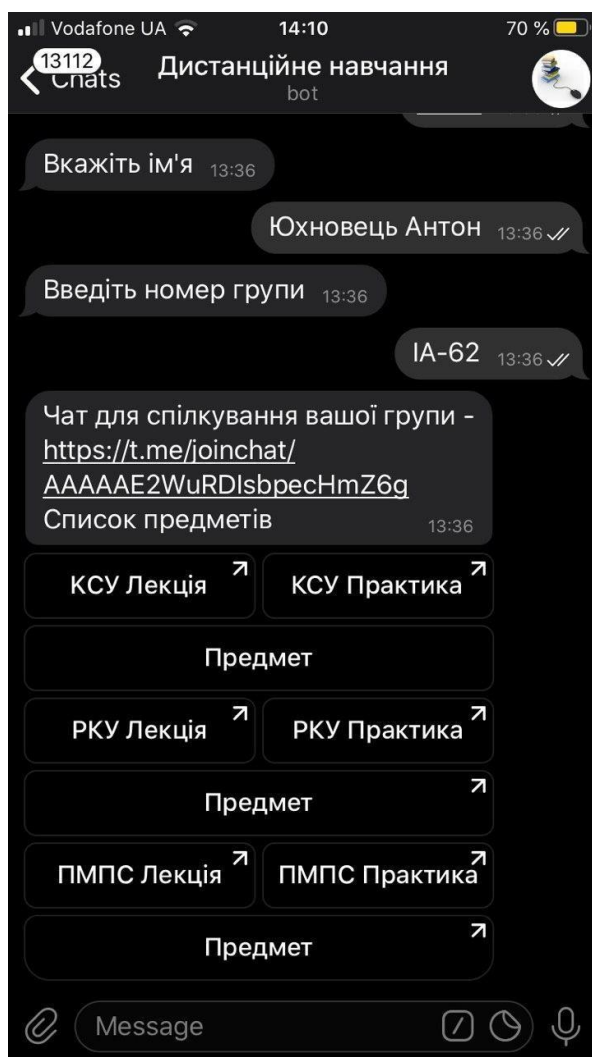 Vodafone UA 14:10 70 %
13112
Chats
Дистанційне навчання
bot
Вкажіть ім'я 13:36
Юхновець Антон 13:36
Введіть номер групи 13:36
ІА-62 13:36
Чат для спілкування вашої групи -
https://t.me/joinchat/
AAAAAE2WuRDIsbpecHmZ6g
Список предметів 13:36
КСУ Лекція КСУ Практика
Предмет
РКУ Лекція РКУ Практика
Предмет
ПМПС Лекція ПМПС Практика
Предмет
Message